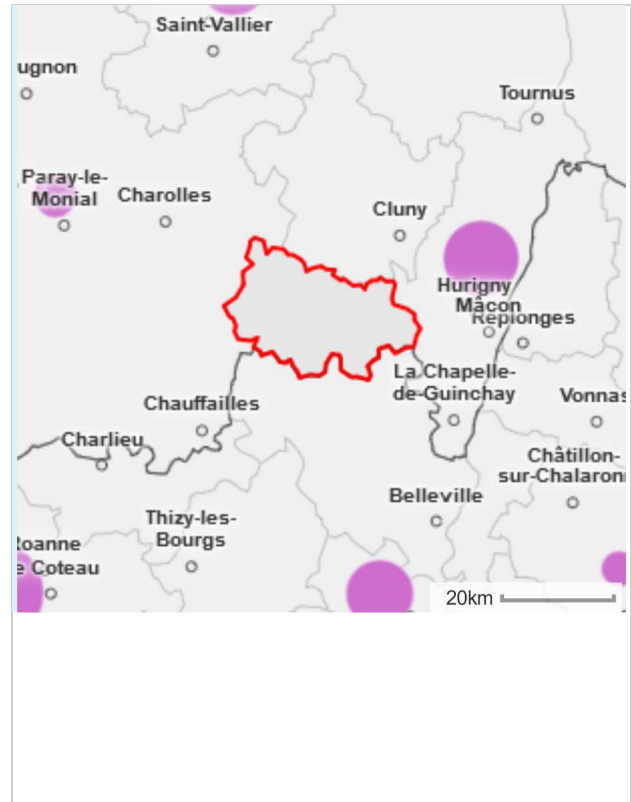 Saint-Vallier
ugnon
Tournus
Paray-le-
Monial
Charolles
Cluny
Hurigny
Mâcon
Replonges
La Chapelle-
de-Guinchay
Vonnas
Chauffailles
Charlieu
Châtillon-
sur-Chalaron
Belleville
Thizy-les-
Bourgs
Roanne
e Coteau
20km